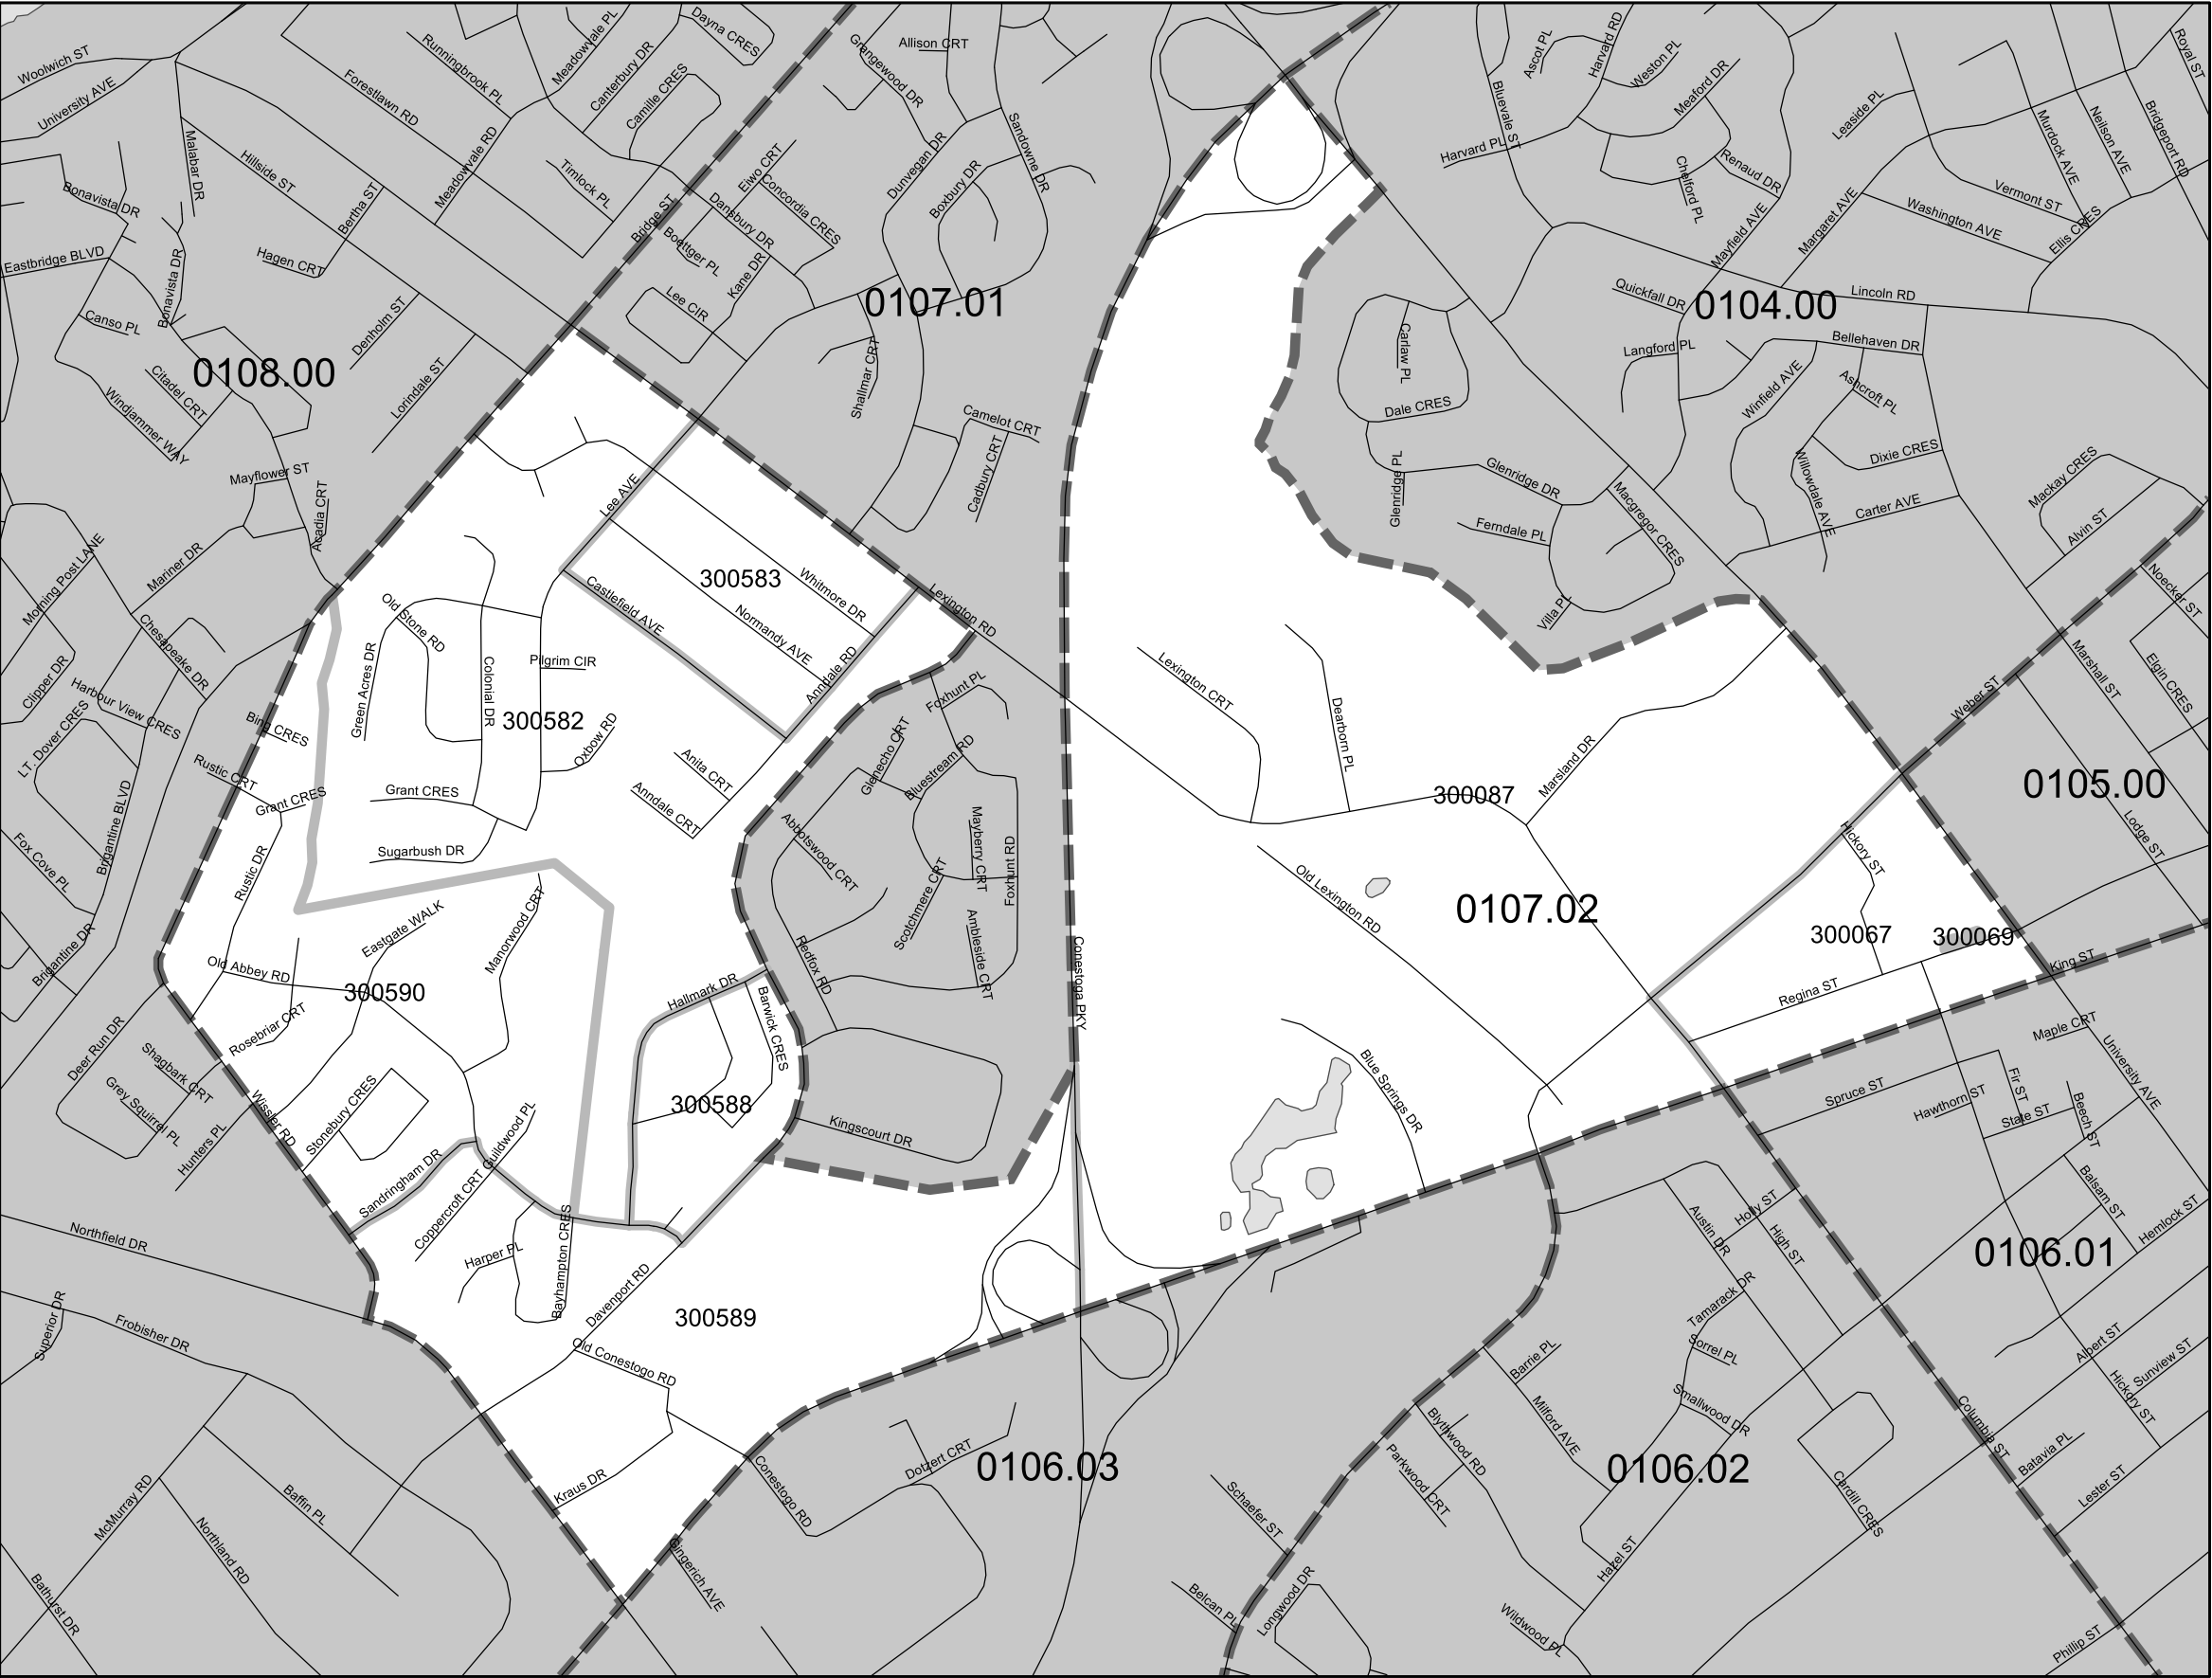 Woolwich ST
University AVE
Malabar DR
Hillside ST
Forestlawn RD
Runningbrook PL
Meadowvale PL
Meadowvale RD
Canterbury DR
Camille CRES
Dayna CRES
Timlock PL
Bertha ST
Hagen CRT
Bonavista DR
Bonavista DR
Eastbridge BLVD
Canso PL
Citadel CRT
Windjammer WAY
Denholm ST
Lorindale ST
0108.00
Mayflower ST
Acadia CRT
Mariner DR
Morning Post LANE
Chesapeake DR
Clipper DR
Harbour View CRES
LT. Dover CRES
Brigantine BLVD
Fox Cove PL
Brigantine DR
Bridge ST
Grangewood DR
Allison CRT
Sandowne DR
Dunvegan DR
Boxbury DR
Elwo CRT
Concordia CRES
Dansbury DR
Boettger PL
Kane DR
Lee CIR
0107.01
Shallmar CRT
Camelot CRT
Cadbury CRT
Ascot PL
Harvard RD
Weston PL
Meaford DR
Bluevale ST
Harvard PL
Renaud DR
Chelford PL
Mayfield AVE
Margaret AVE
Leaside PL
Murdock AVE
Neilson AVE
Bridgeport RD
Royal ST
Vermont ST
Washington AVE
Ellis CRES
Quickfall DR
0104.00
Lincoln RD
Bellehaven DR
Langford PL
Winfield AVE
Ashcroft PL
Dixie CRES
Willowdale AVE
Carter AVE
Mackay CRES
Alvin ST
Carlaw PL
Dale CRES
Glenridge PL
Glenridge DR
Ferndale PL
Macgregor CRES
Villa PL
Noecker ST
Marshall ST
Elgin CRES
Weber ST
0105.00
Lodge ST
Lee AVE
300583
Castlefield AVE
Whitmore DR
Normandy AVE
Anndale RD
Lexington RD
Old Stone RD
Green Acres DR
Colonial DR
Pilgrim CIR
300582
Oxbow RD
Bing CRES
Rustic CRT
Grant CRES
Grant CRES
Anita CRT
Anndale CRT
Sugarbush DR
Rustic DR
Foxhunt PL
Glenecho CRT
Bluestream RD
Abbotswood CRT
Mayberry CRT
Foxhunt RD
Scotchmere CRT
Ambleside CRT
Redfox RD
Kingscourt DR
Conestoga PKY
Lexington CRT
Dearborn PL
300087
Marsland DR
Old Lexington RD
0107.02
Hickory ST
300067
300069
Regina ST
King ST
Blue Springs DR
Old Abbey RD
Eastgate WALK
Manorwood CRT
300590
Rosebriar CRT
Hallmark DR
Barwick CRES
300588
Stonebury CRES
Deer Run DR
Shagbark CRT
Grey Squirrel PL
Hunters PL
Wissler RD
Sandringham DR
Guildwood PL
Coppercroft CRT
Harper PL
Bayhampton CRES
Davenport RD
300589
Old Conestogo RD
Kraus DR
Northfield DR
Superior DR
Frobisher DR
McMurray RD
Baffin PL
Northland RD
Bathurst DR
Conestogo RD
Dotzert CRT
0106.03
Gingerich AVE
Schaefer ST
Belcan PL
Longwood DR
Spruce ST
Hawthorn ST
Fir ST
State ST
Beech ST
Maple CRT
University AVE
Balsam ST
Hemlock ST
0106.01
Holly ST
Austin DR
High ST
Tamarack DR
Sorrel PL
Smallwood DR
Barrie PL
Milford AVE
Blythwood RD
Parkwood CRT
0106.02
Cardill CRES
Hazel ST
Wildwood PL
Columbia ST
Albert ST
Sunview ST
Hickory ST
Batavia PL
Lester ST
Phillip ST